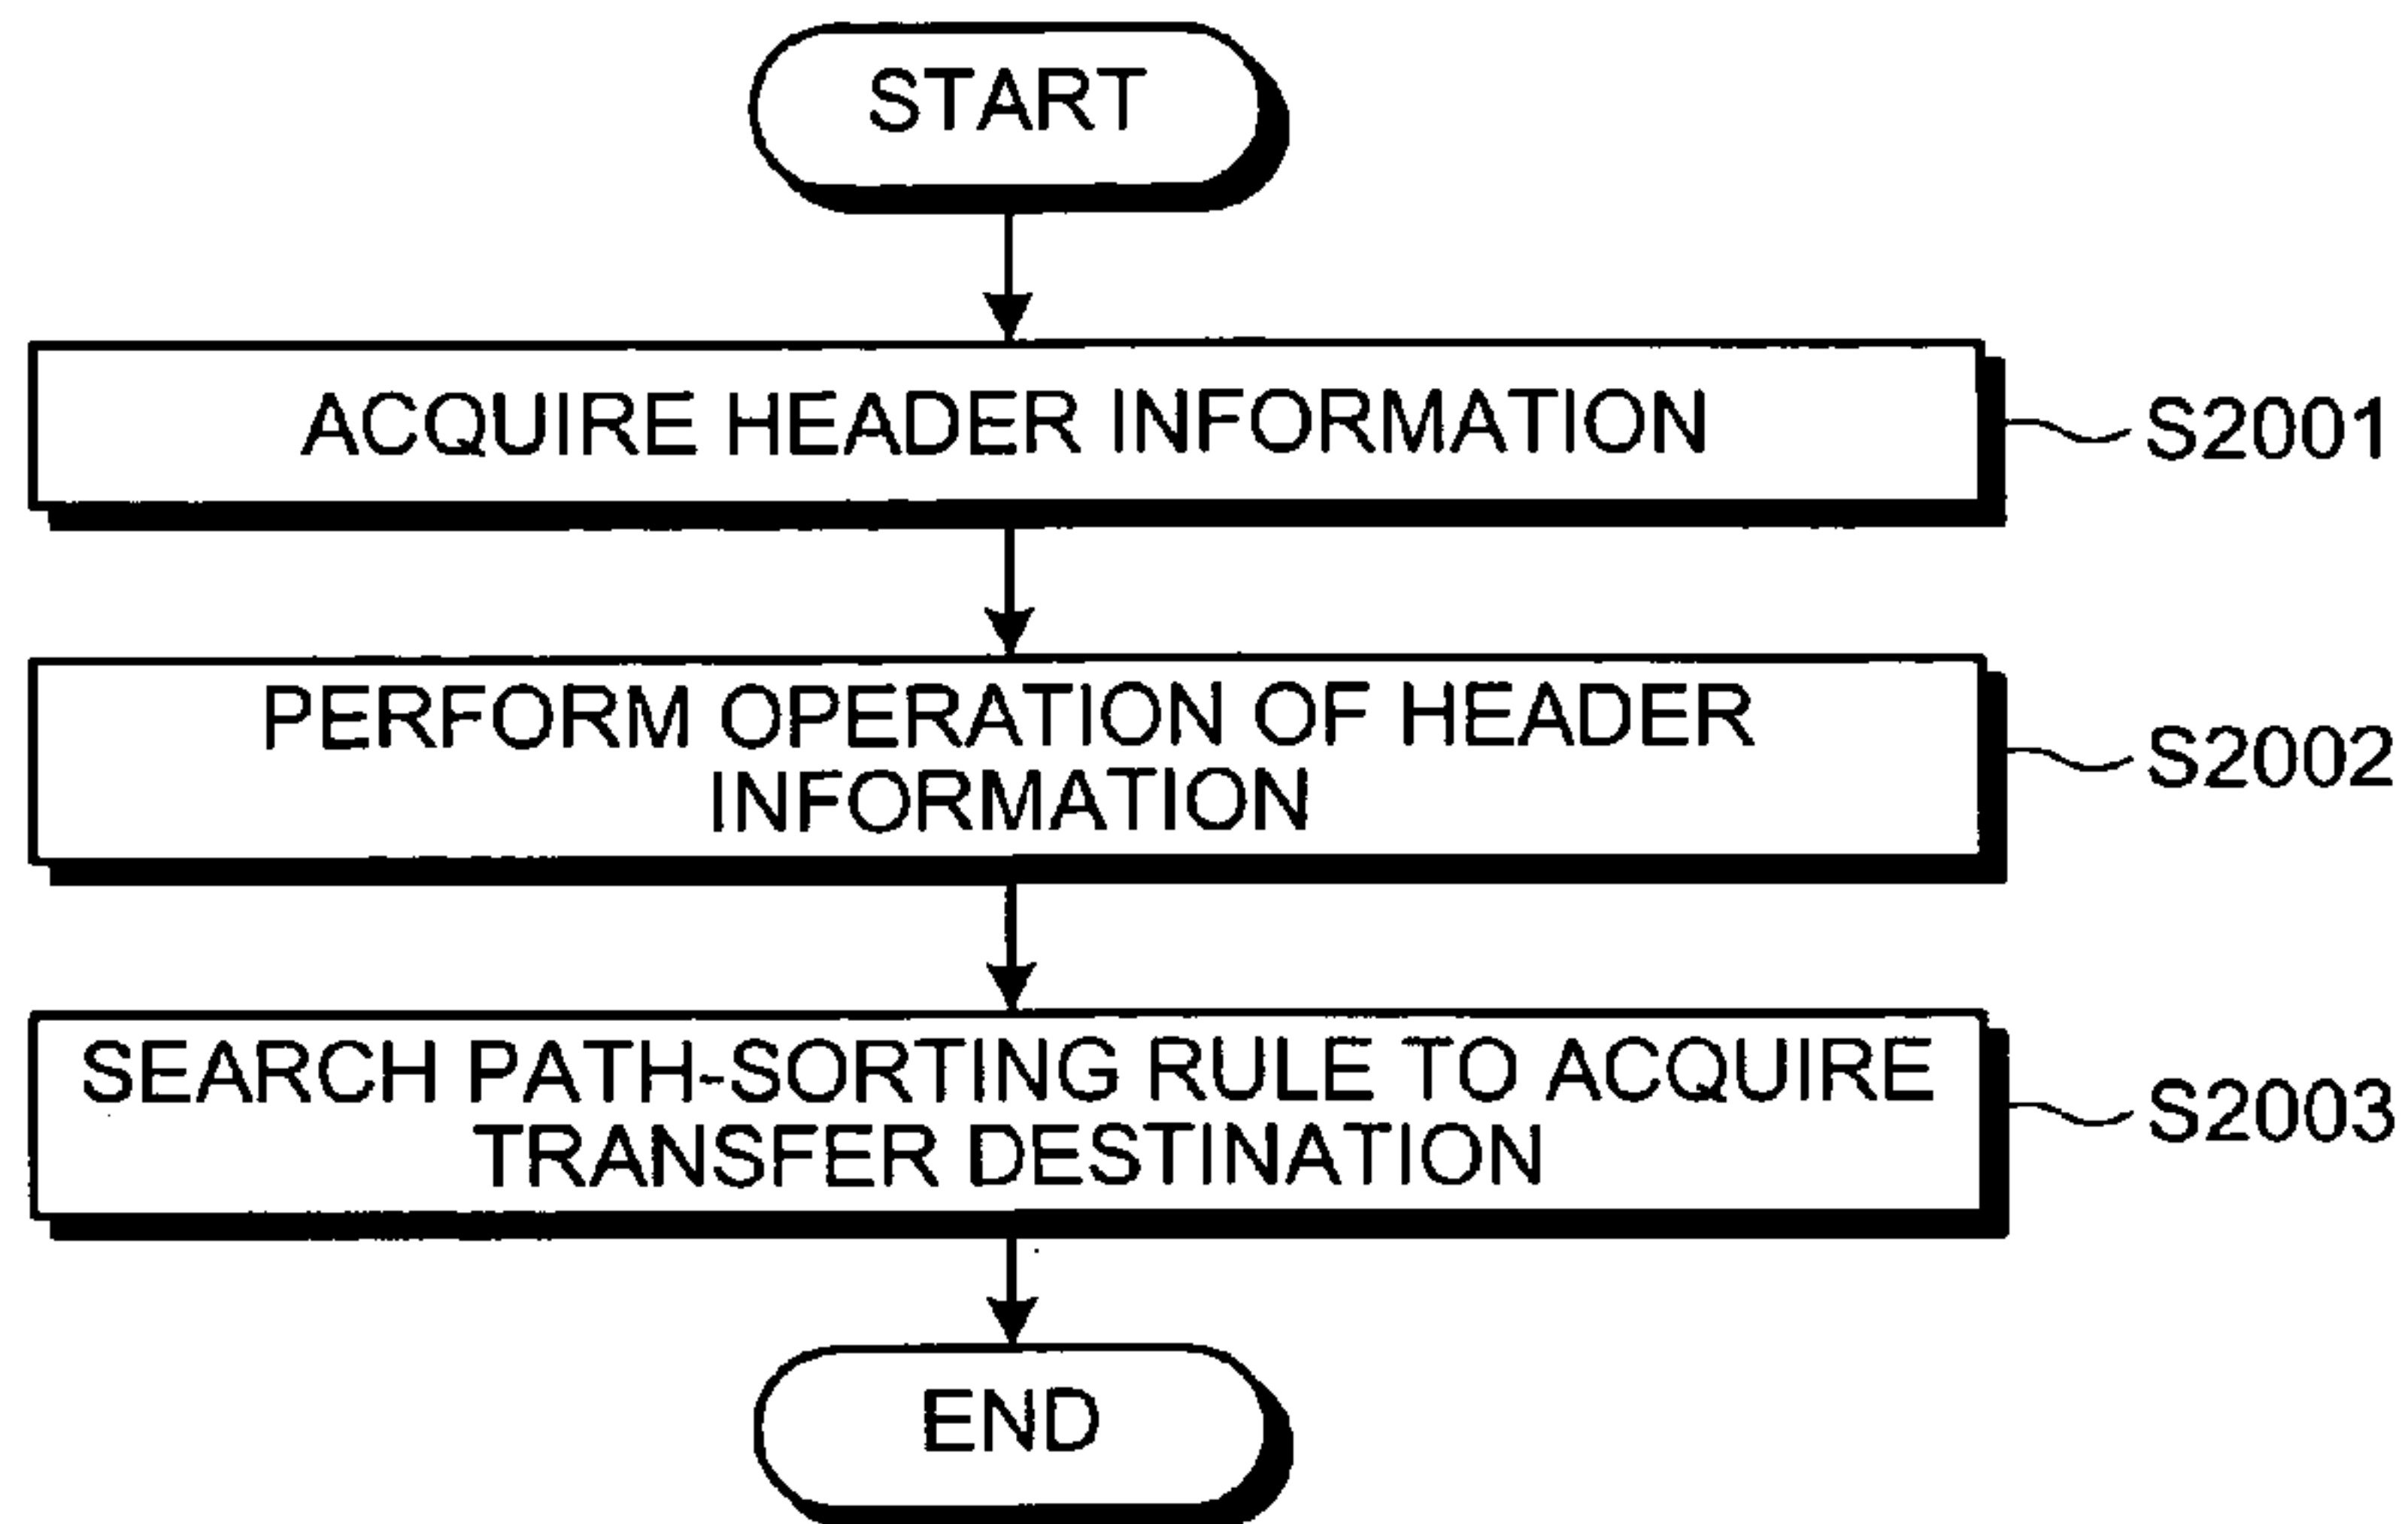 START
ACQUIRE HEADER INFORMATION
S2001
PERFORM OPERATION OF HEADER
INFORMATION
S2002
SEARCH PATH-SORTING RULE TO ACQUIRE
TRANSFER DESTINATION
S2003
END